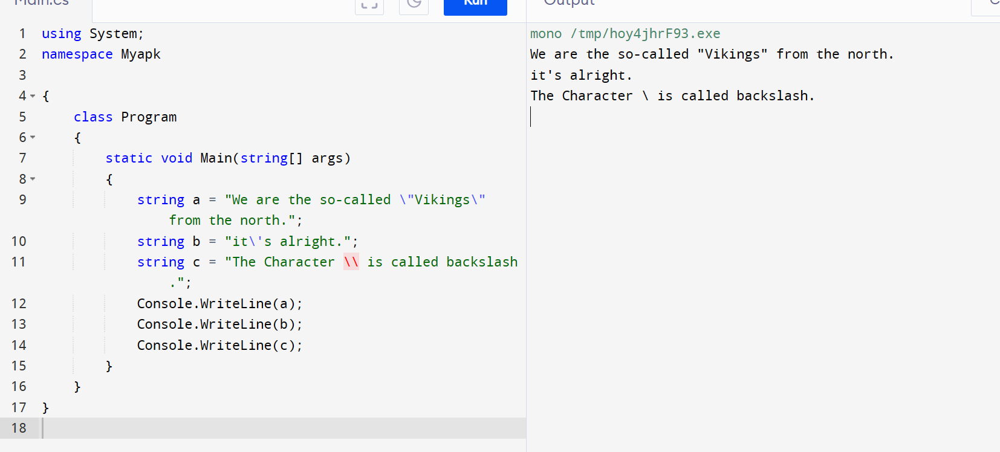 Main.cs
Run
1 using System;
2 namespace Myapk
3
4 {
5 class Program
6 {
7 static void Main(string[] args)
8 {
9 string a = "We are the so-called \"Vikings\"
from the north.";
10 string b = "it\'s alright.";
11 string c = "The Character \\ is called backslash
.";
12 Console.WriteLine(a);
13 Console.WriteLine(b);
14 Console.WriteLine(c);
15 }
16 }
17 }
18
Output
mono /tmp/hoy4jhrF93.exe
We are the so-called "Vikings" from the north.
it's alright.
The Character \ is called backslash.